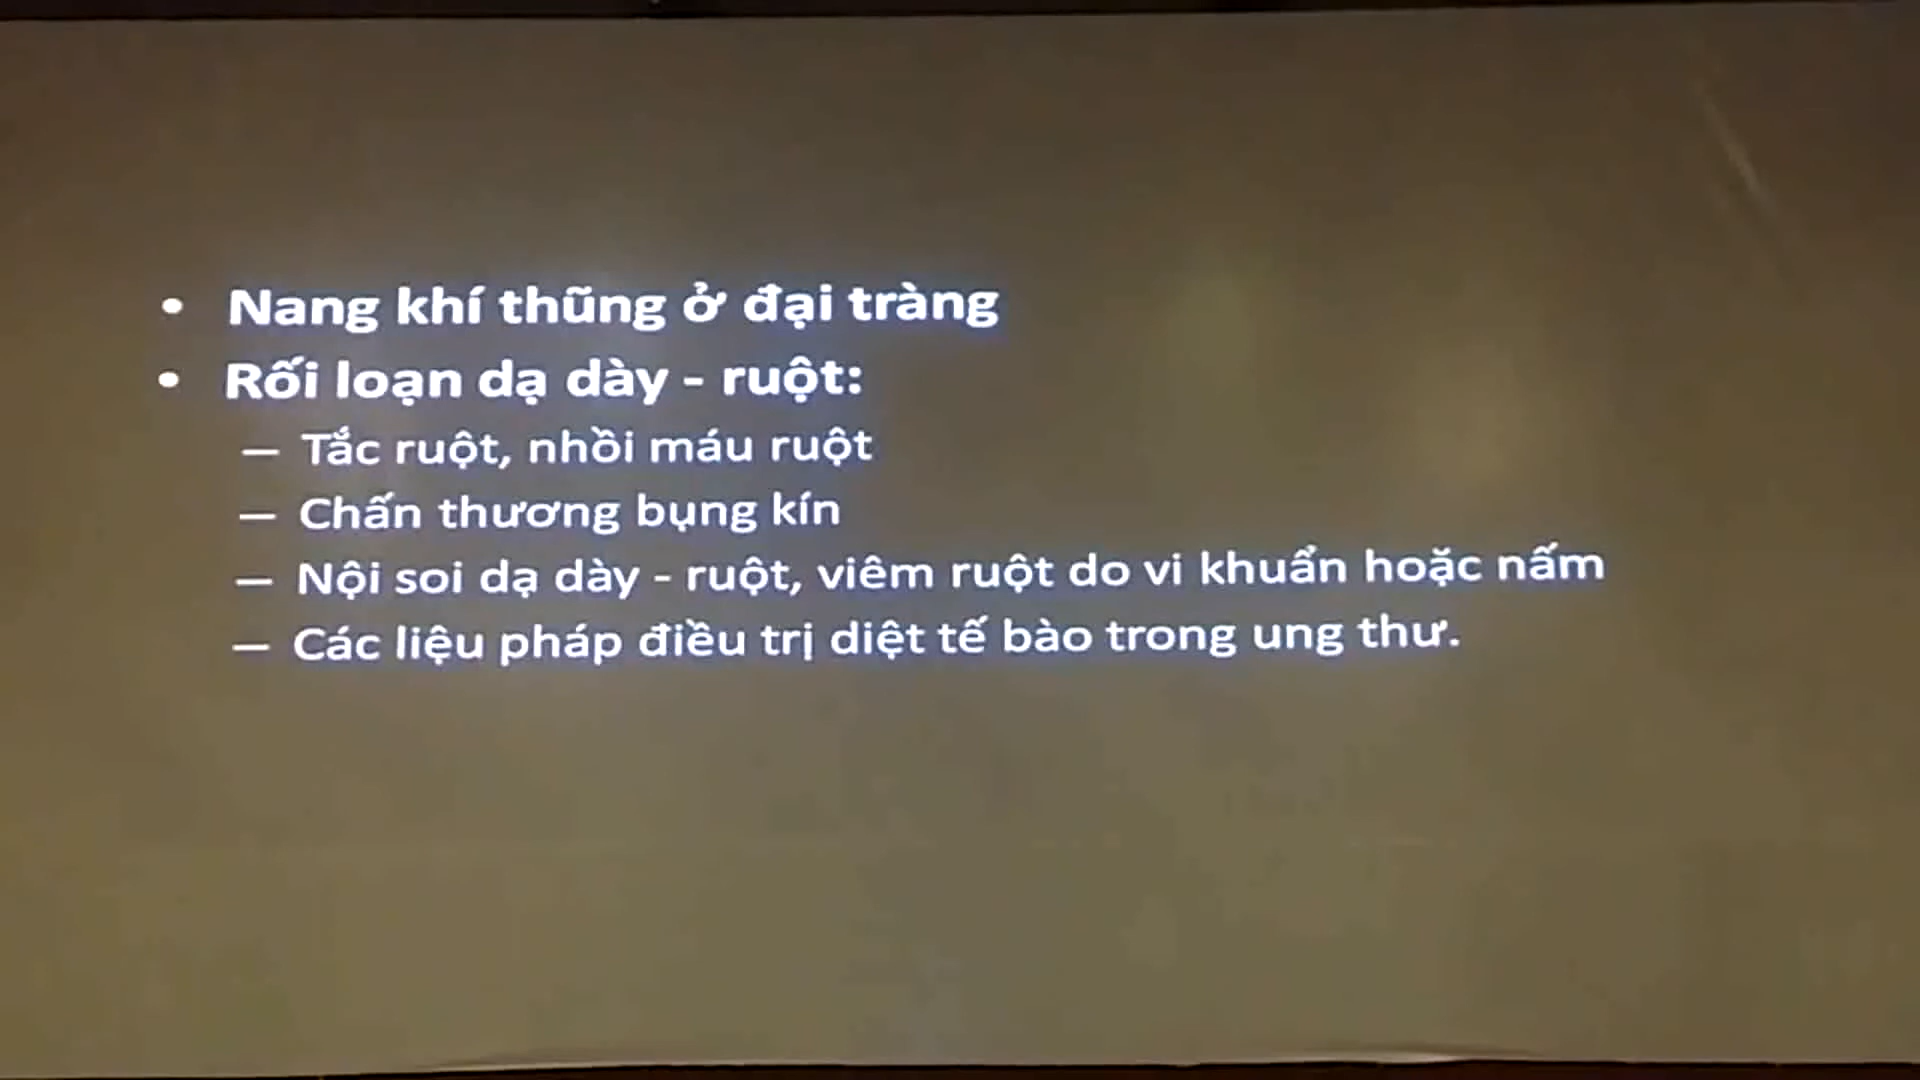 • Nang khí thũng ở đại tràng
• Rối loạn dạ dày - ruột:
— Tắc ruột, nhồi máu ruột
— Chấn thương bụng kín
— Nội soi dạ dày - ruột, viêm ruột do vi khuẩn hoặc nấm
— Các liệu pháp điều trị diệt tế bào trong ung thư.